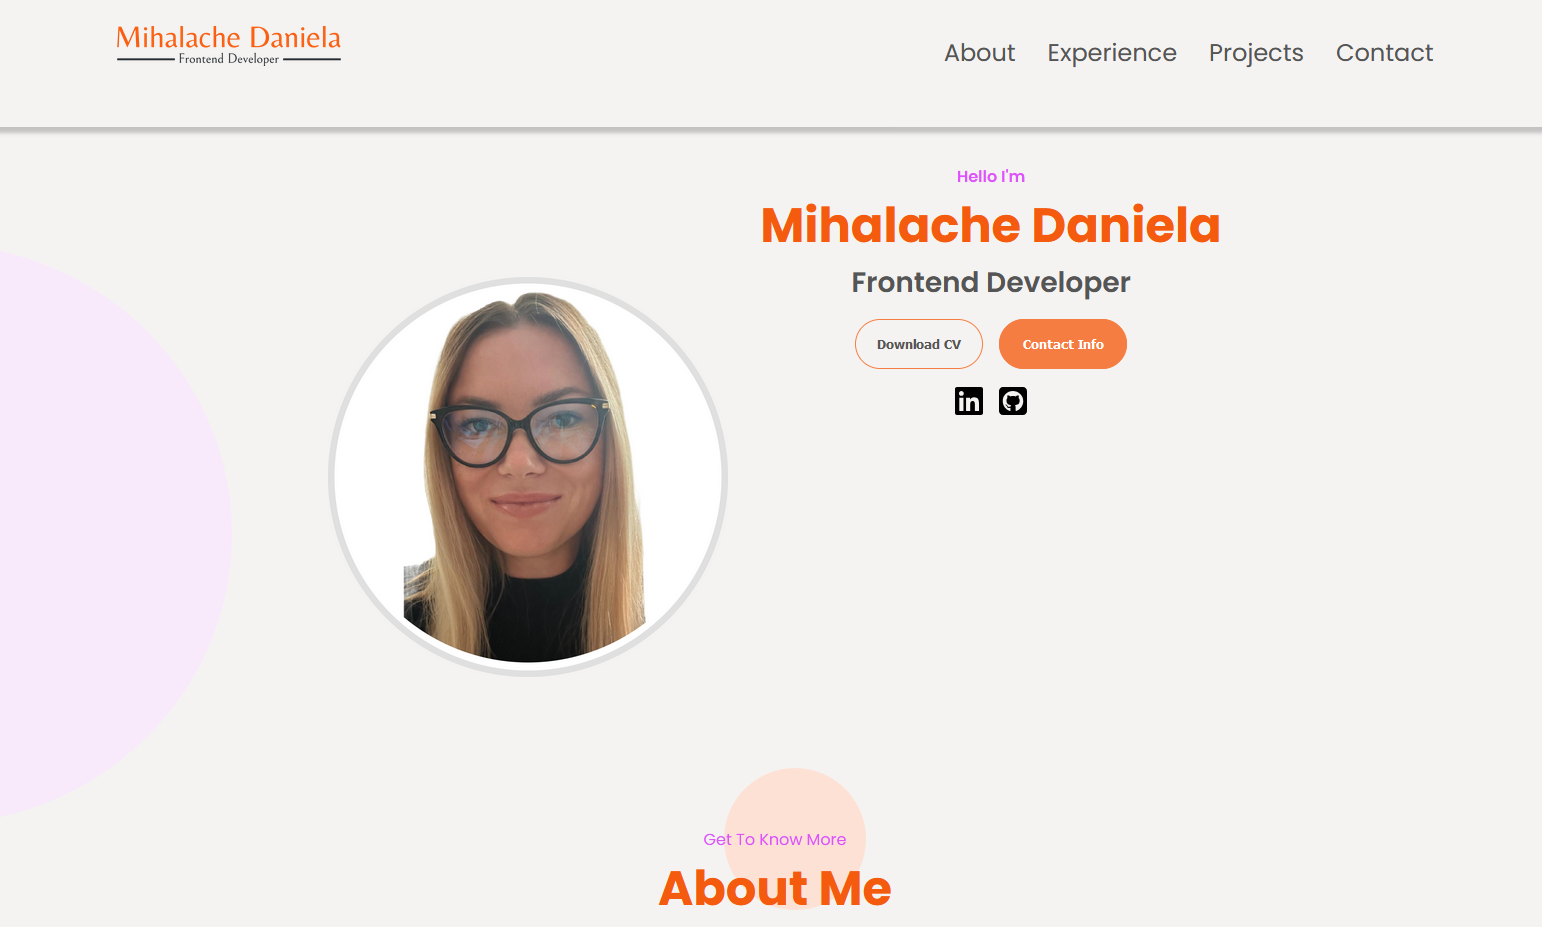 Mihalache Daniela
Frontend Developer
About Experience Projects Contact
Hello I'm
Mihalache Daniela
Frontend Developer
Download CV Contact Info
in
Get To Know More
About Me